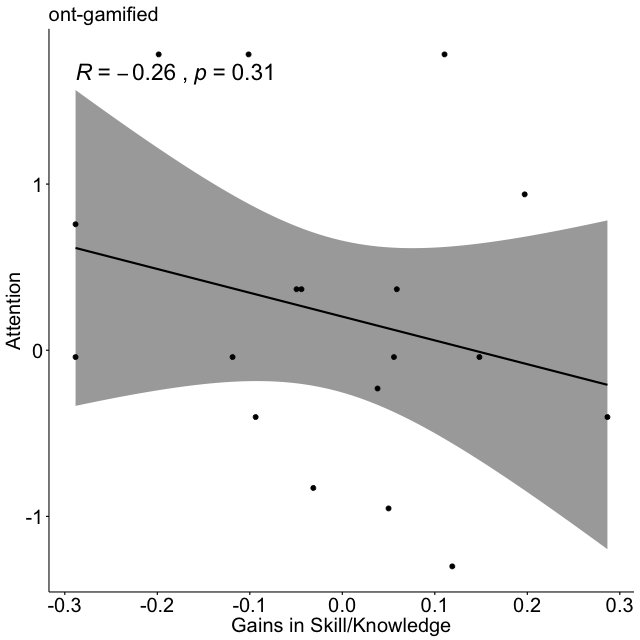 ont-gamified
R = −0.26 , p = 0.31
1
0
-1
Attention
-0.3 -0.2 -0.1 0.0 0.1 0.2 0.3
Gains in Skill/Knowledge